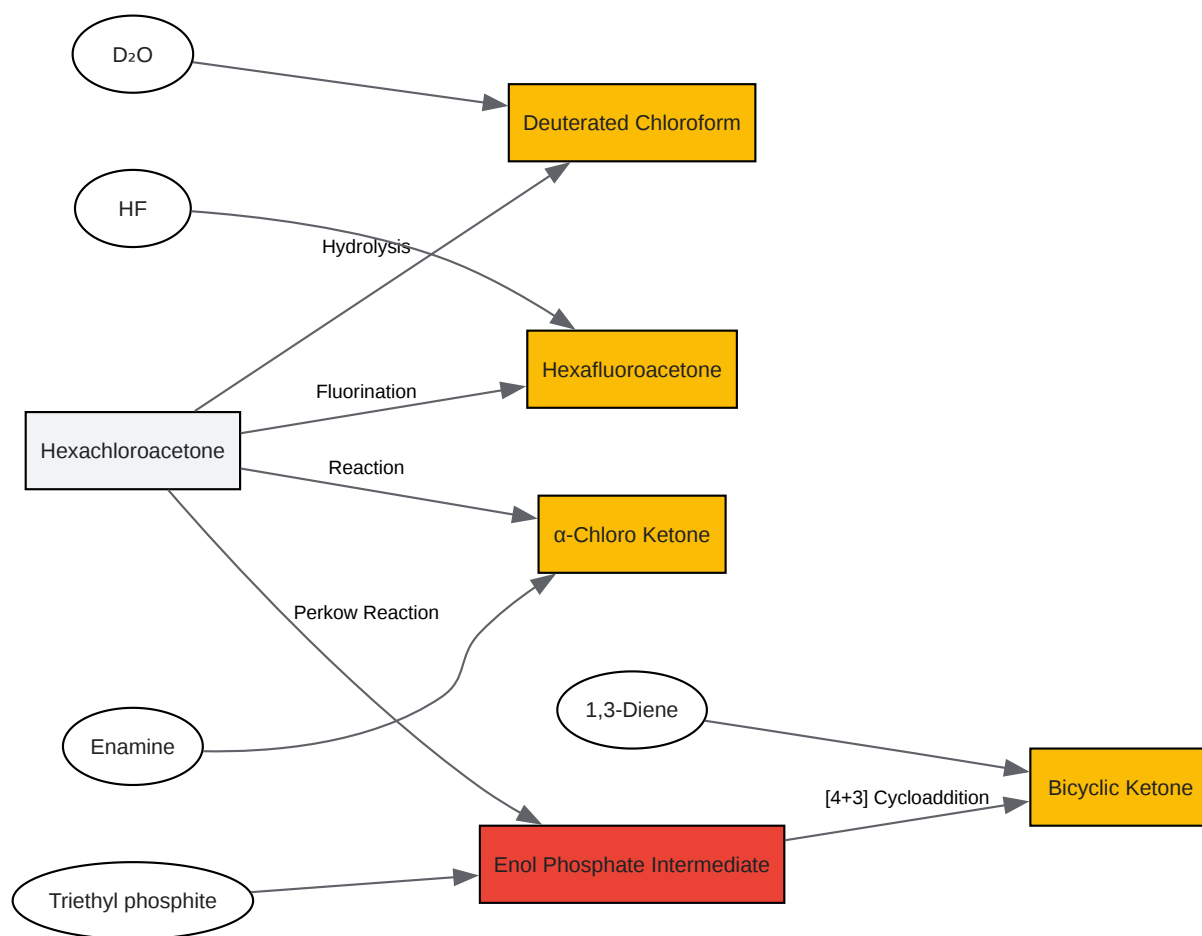 D₂O
Deuterated Chloroform
HF
Hydrolysis
Hexafluoroacetone
Fluorination
Hexachloroacetone
Reaction
α-Chloro Ketone
Perkow Reaction
1,3-Diene
Enamine
Bicyclic Ketone
[4+3] Cycloaddition
Enol Phosphate Intermediate
Triethyl phosphite